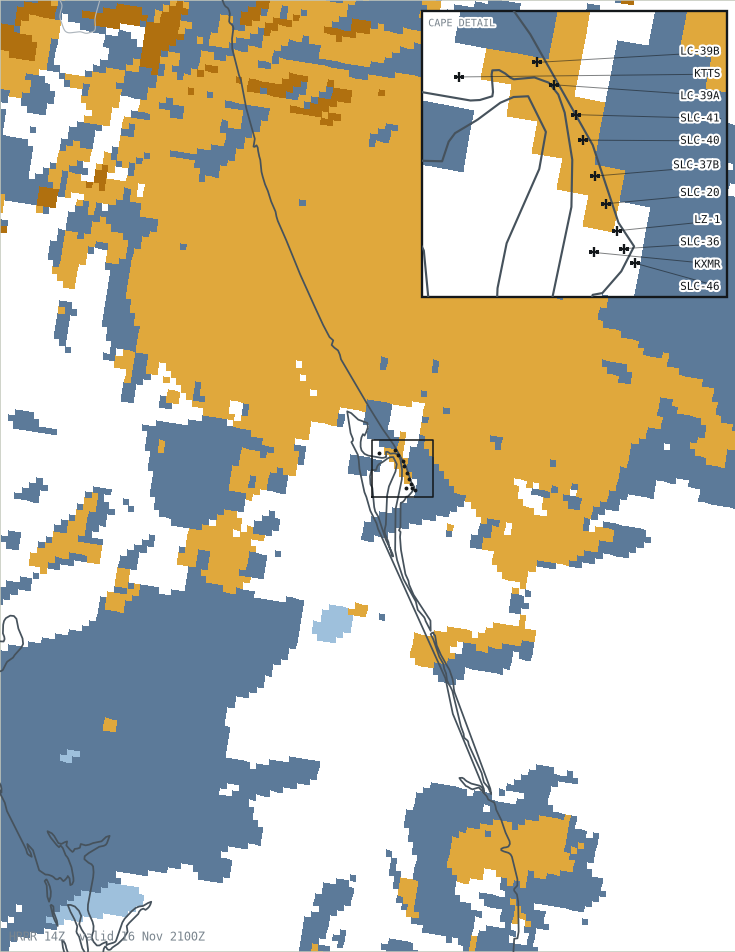 CAPE DETAIL
LC-39B
KTTS
LC-39A
SLC-41
SLC-40
SLC-37B
SLC-20
LZ-1
SLC-36
KXMR
SLC-46
14Z valid 16 Nov 2100Z